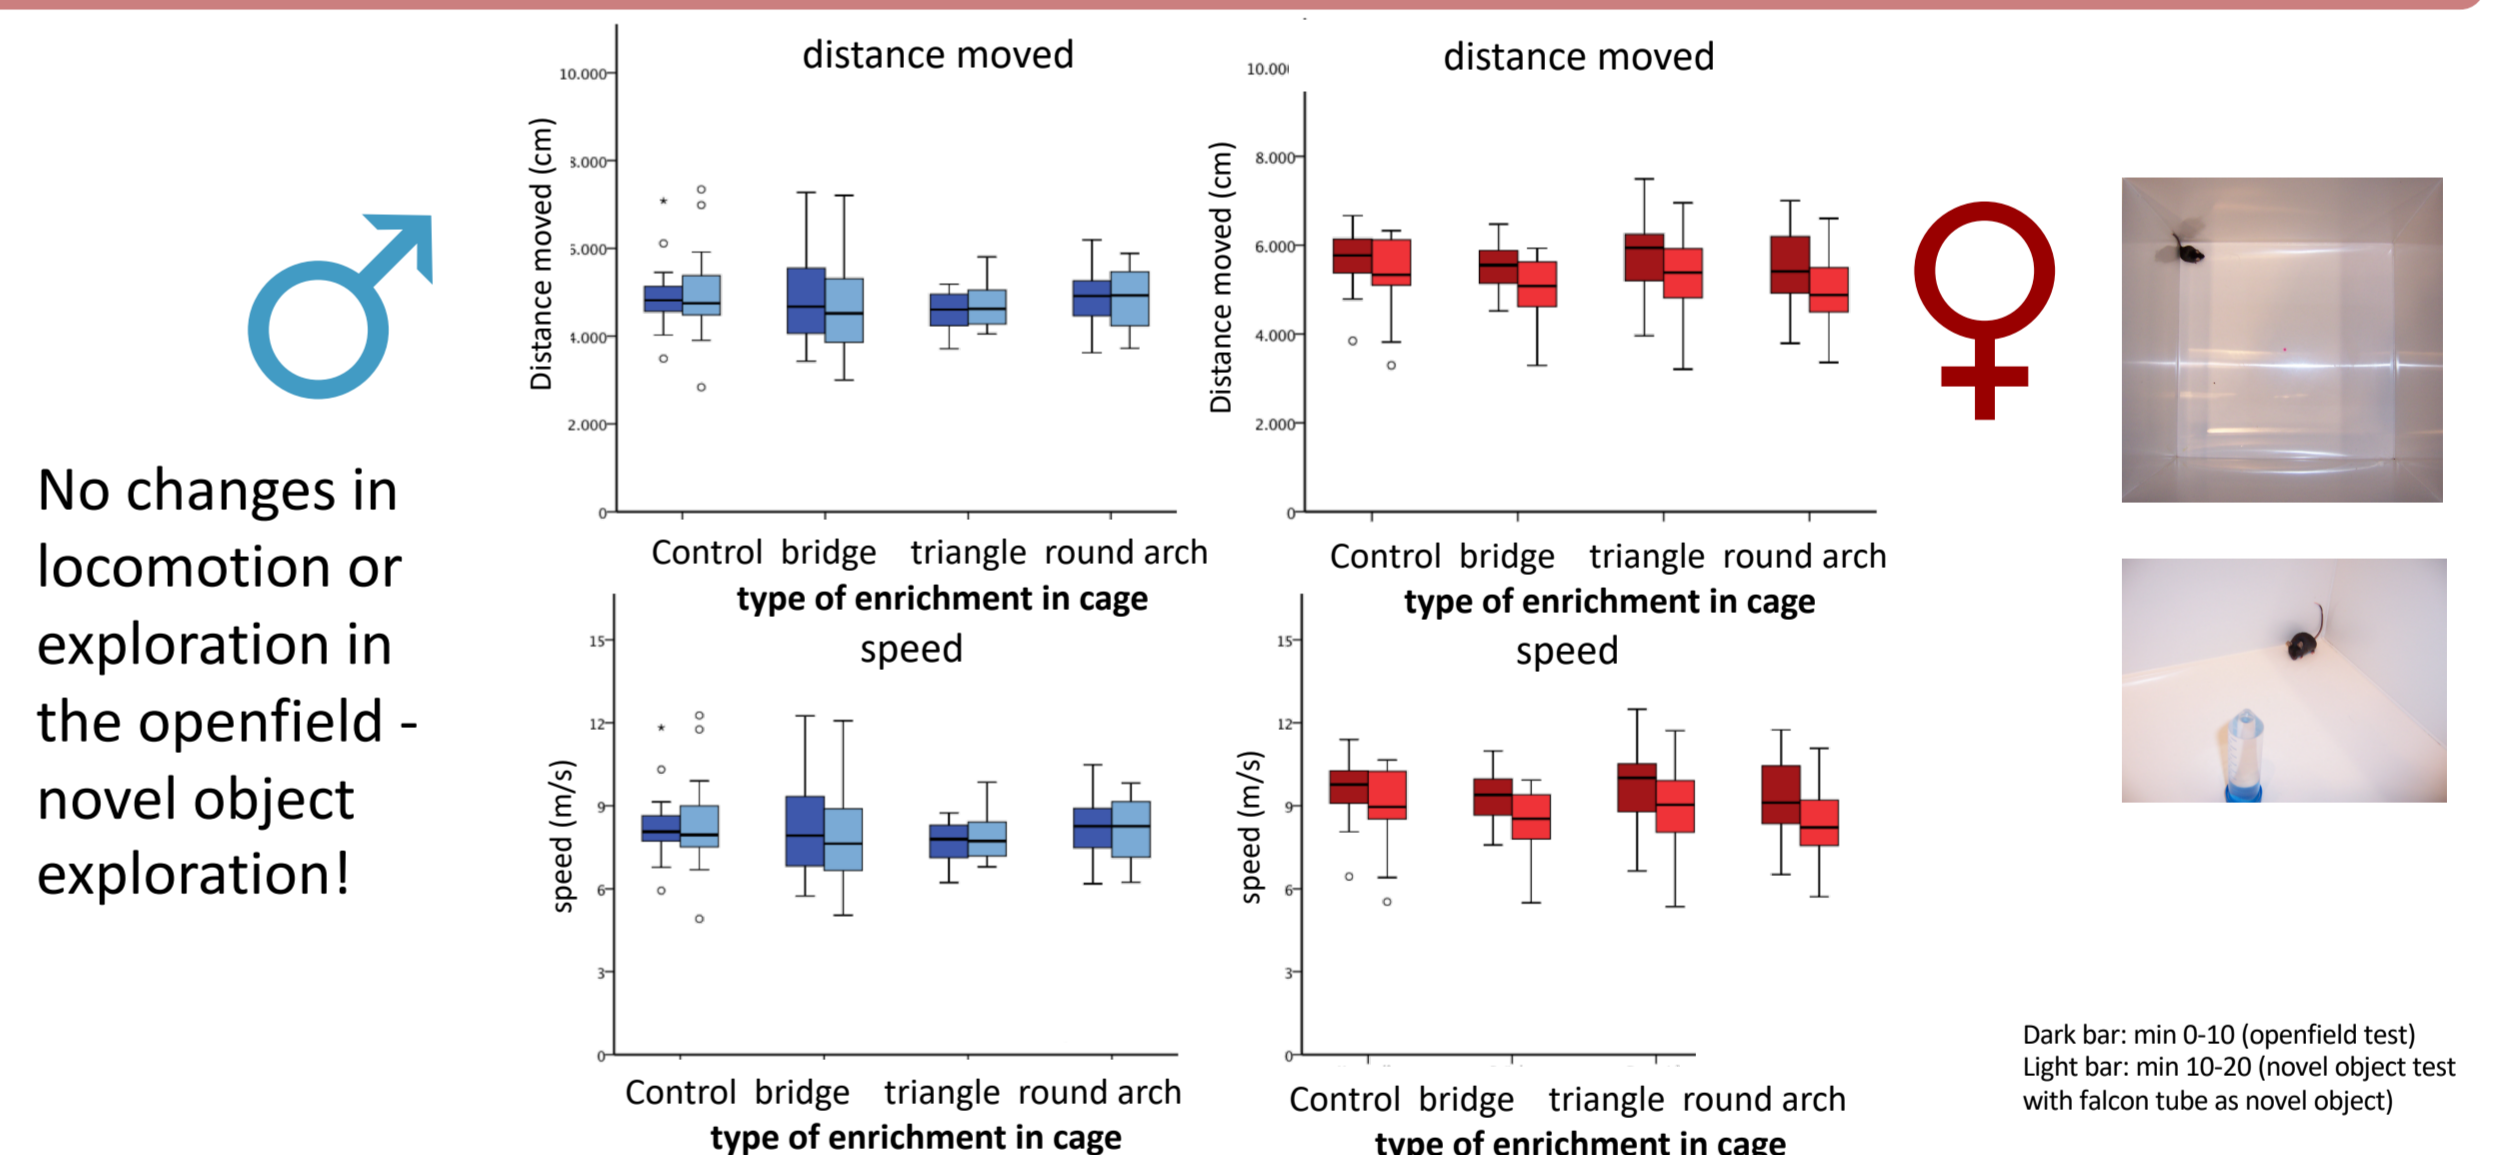 distance moved
10.000
8.000
6.000
4.000
2.000
0
Distance moved (cm)
Control bridge triangle round arch
type of enrichment in cage
distance moved
10.00
8.000
6.000
4.000
2.000
0
Distance moved (cm)
Control bridge triangle round arch
type of enrichment in cage
No changes in
locomotion or
exploration in
the openfield -
novel object
exploration!
speed
15
12
9
6
3
0
speed (m/s)
Control bridge triangle round arch
type of enrichment in cage
speed
15
12
9
6
3
0
speed (m/s)
Control bridge triangle round arch
type of enrichment in cage
Dark bar: min 0-10 (openfield test)
Light bar: min 10-20 (novel object test
with falcon tube as novel object)